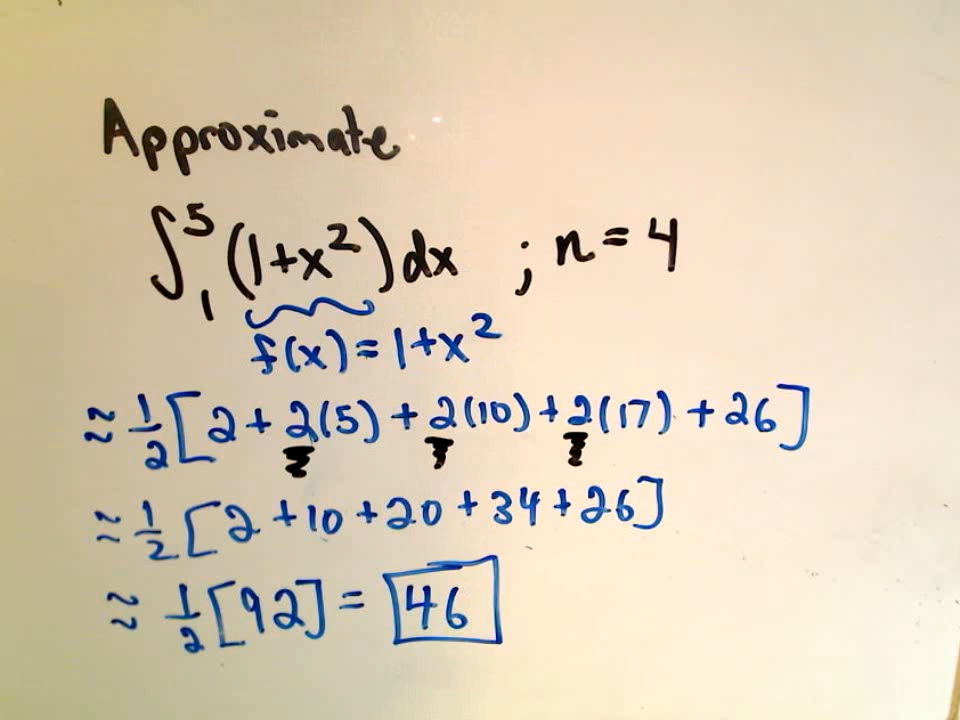 Approximate
∫₁⁵ (1+x²)dx ; n=4
f(x)=1+x²
≈ 1/2 [2 + 2(5) + 2(10) + 2(17) + 26]
≈ 1/2 [2 + 10 + 20 + 34 + 26]
≈ 1/2 [92] = 46